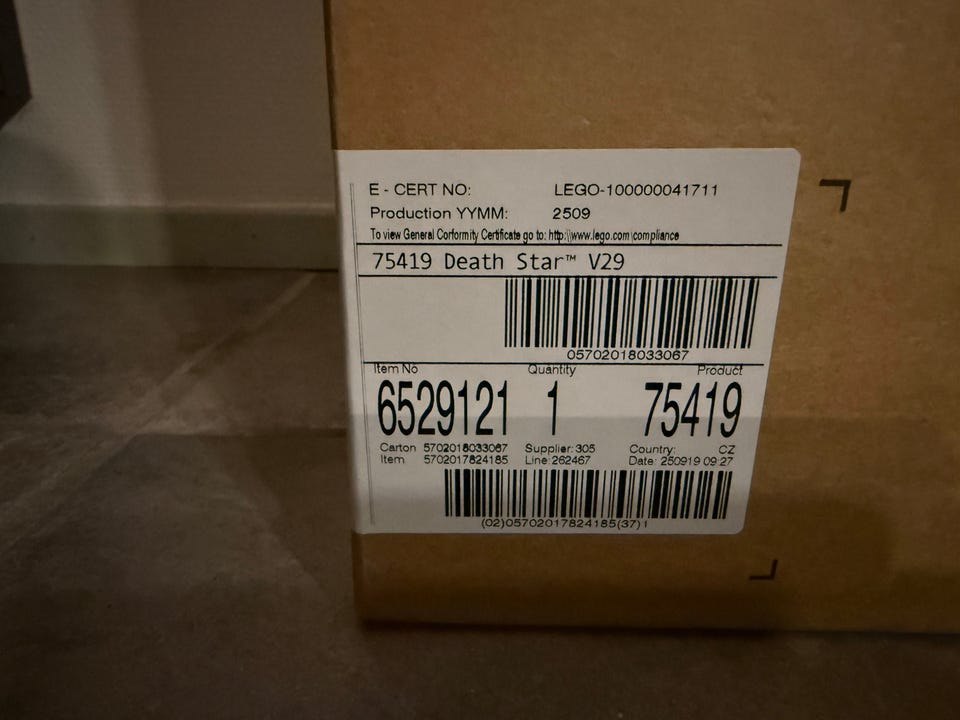 E - CERT NO: LEGO-100000041711
Production YYMM: 2509
To view General Corformity Certificate go to: http:\\www.lego.com\compliance
75419 Death Star™ V29
05702018033067
Item No Quantity Product
6529121 1 75419
Carton 5702018033067 Supplier:305 Country: CZ
Item 5702017824185 Line:262467 Date: 250919 09:27
(02)05702017824185(37)1